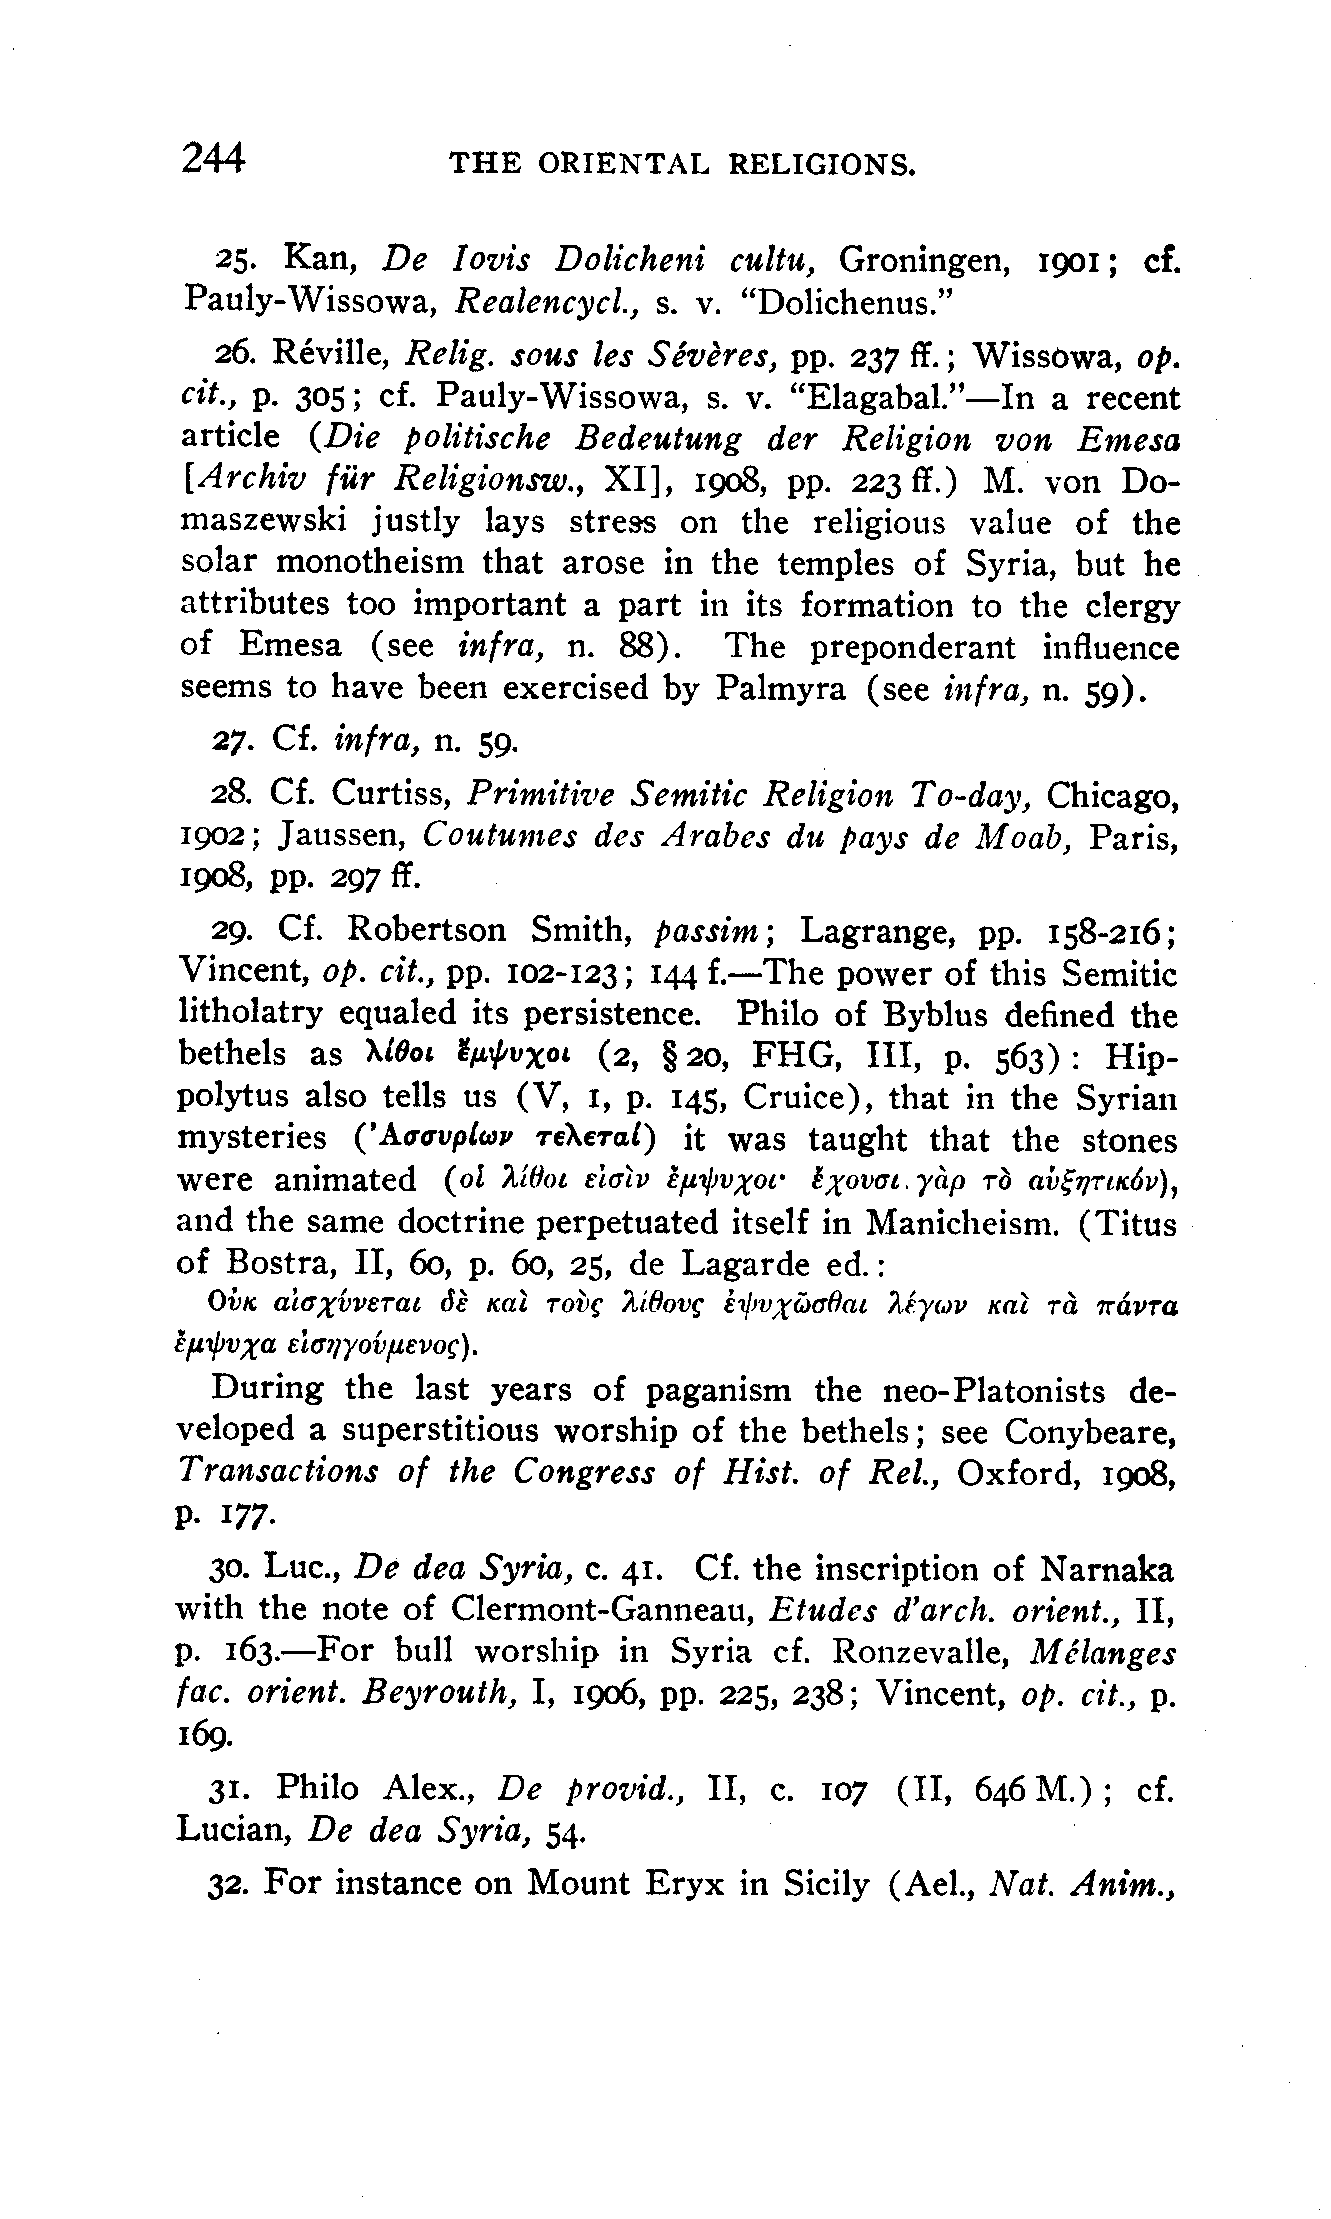 244 THE ORIENTAL RELIGIONS.
25. Kan, De Iovis Dolicheni cultu, Groningen, 1901; cf.
Pauly-Wissowa, Realencycl., s. v. "Dolichenus."
26. Réville, Relig. sous les Sévères, pp. 237 ff.; Wissowa, op.
cit., p. 305; cf. Pauly-Wissowa, s. v. "Elagabal."—In a recent
article (Die politische Bedeutung der Religion von Emesa
[Archiv für Religionsw., XI], 1908, pp. 223 ff.) M. von Do-
maszewski justly lays stress on the religious value of the
solar monotheism that arose in the temples of Syria, but he
attributes too important a part in its formation to the clergy
of Emesa (see infra, n. 88). The preponderant influence
seems to have been exercised by Palmyra (see infra, n. 59).
27. Cf. infra, n. 59.
28. Cf. Curtiss, Primitive Semitic Religion To-day, Chicago,
1902; Jaussen, Coutumes des Arabes du pays de Moab, Paris,
1908, pp. 297 ff.
29. Cf. Robertson Smith, passim; Lagrange, pp. 158-216;
Vincent, op. cit., pp. 102-123; 144 f.—The power of this Semitic
litholatry equaled its persistence. Philo of Byblus defined the
bethels as λίθοι ἔμψυχοι (2, § 20, FHG, III, p. 563): Hip-
polytus also tells us (V, 1, p. 145, Cruice), that in the Syrian
mysteries (Ἀσσυρίων τελεταί) it was taught that the stones
were animated (οἱ λίθοι εἰσὶν ἔμψυχοι· ἔχουσι γὰρ τὸ αὐξητικόν),
and the same doctrine perpetuated itself in Manicheism. (Titus
of Bostra, II, 60, p. 60, 25, de Lagarde ed.:
Οὐκ αἰσχύνεται δὲ καὶ τοὺς λίθους ἐψυχῶσθαι λέγων καὶ τὰ πάντα
ἔμψυχα εἰσηγούμενος).
During the last years of paganism the neo-Platonists de-
veloped a superstitious worship of the bethels; see Conybeare,
Transactions of the Congress of Hist. of Rel., Oxford, 1908,
p. 177.
30. Luc., De dea Syria, c. 41. Cf. the inscription of Narnaka
with the note of Clermont-Ganneau, Etudes d'arch. orient., II,
p. 163.—For bull worship in Syria cf. Ronzevalle, Mélanges
fac. orient. Beyrouth, I, 1906, pp. 225, 238; Vincent, op. cit., p.
169.
31. Philo Alex., De provid., II, c. 107 (II, 646 M.); cf.
Lucian, De dea Syria, 54.
32. For instance on Mount Eryx in Sicily (Ael., Nat. Anim.,